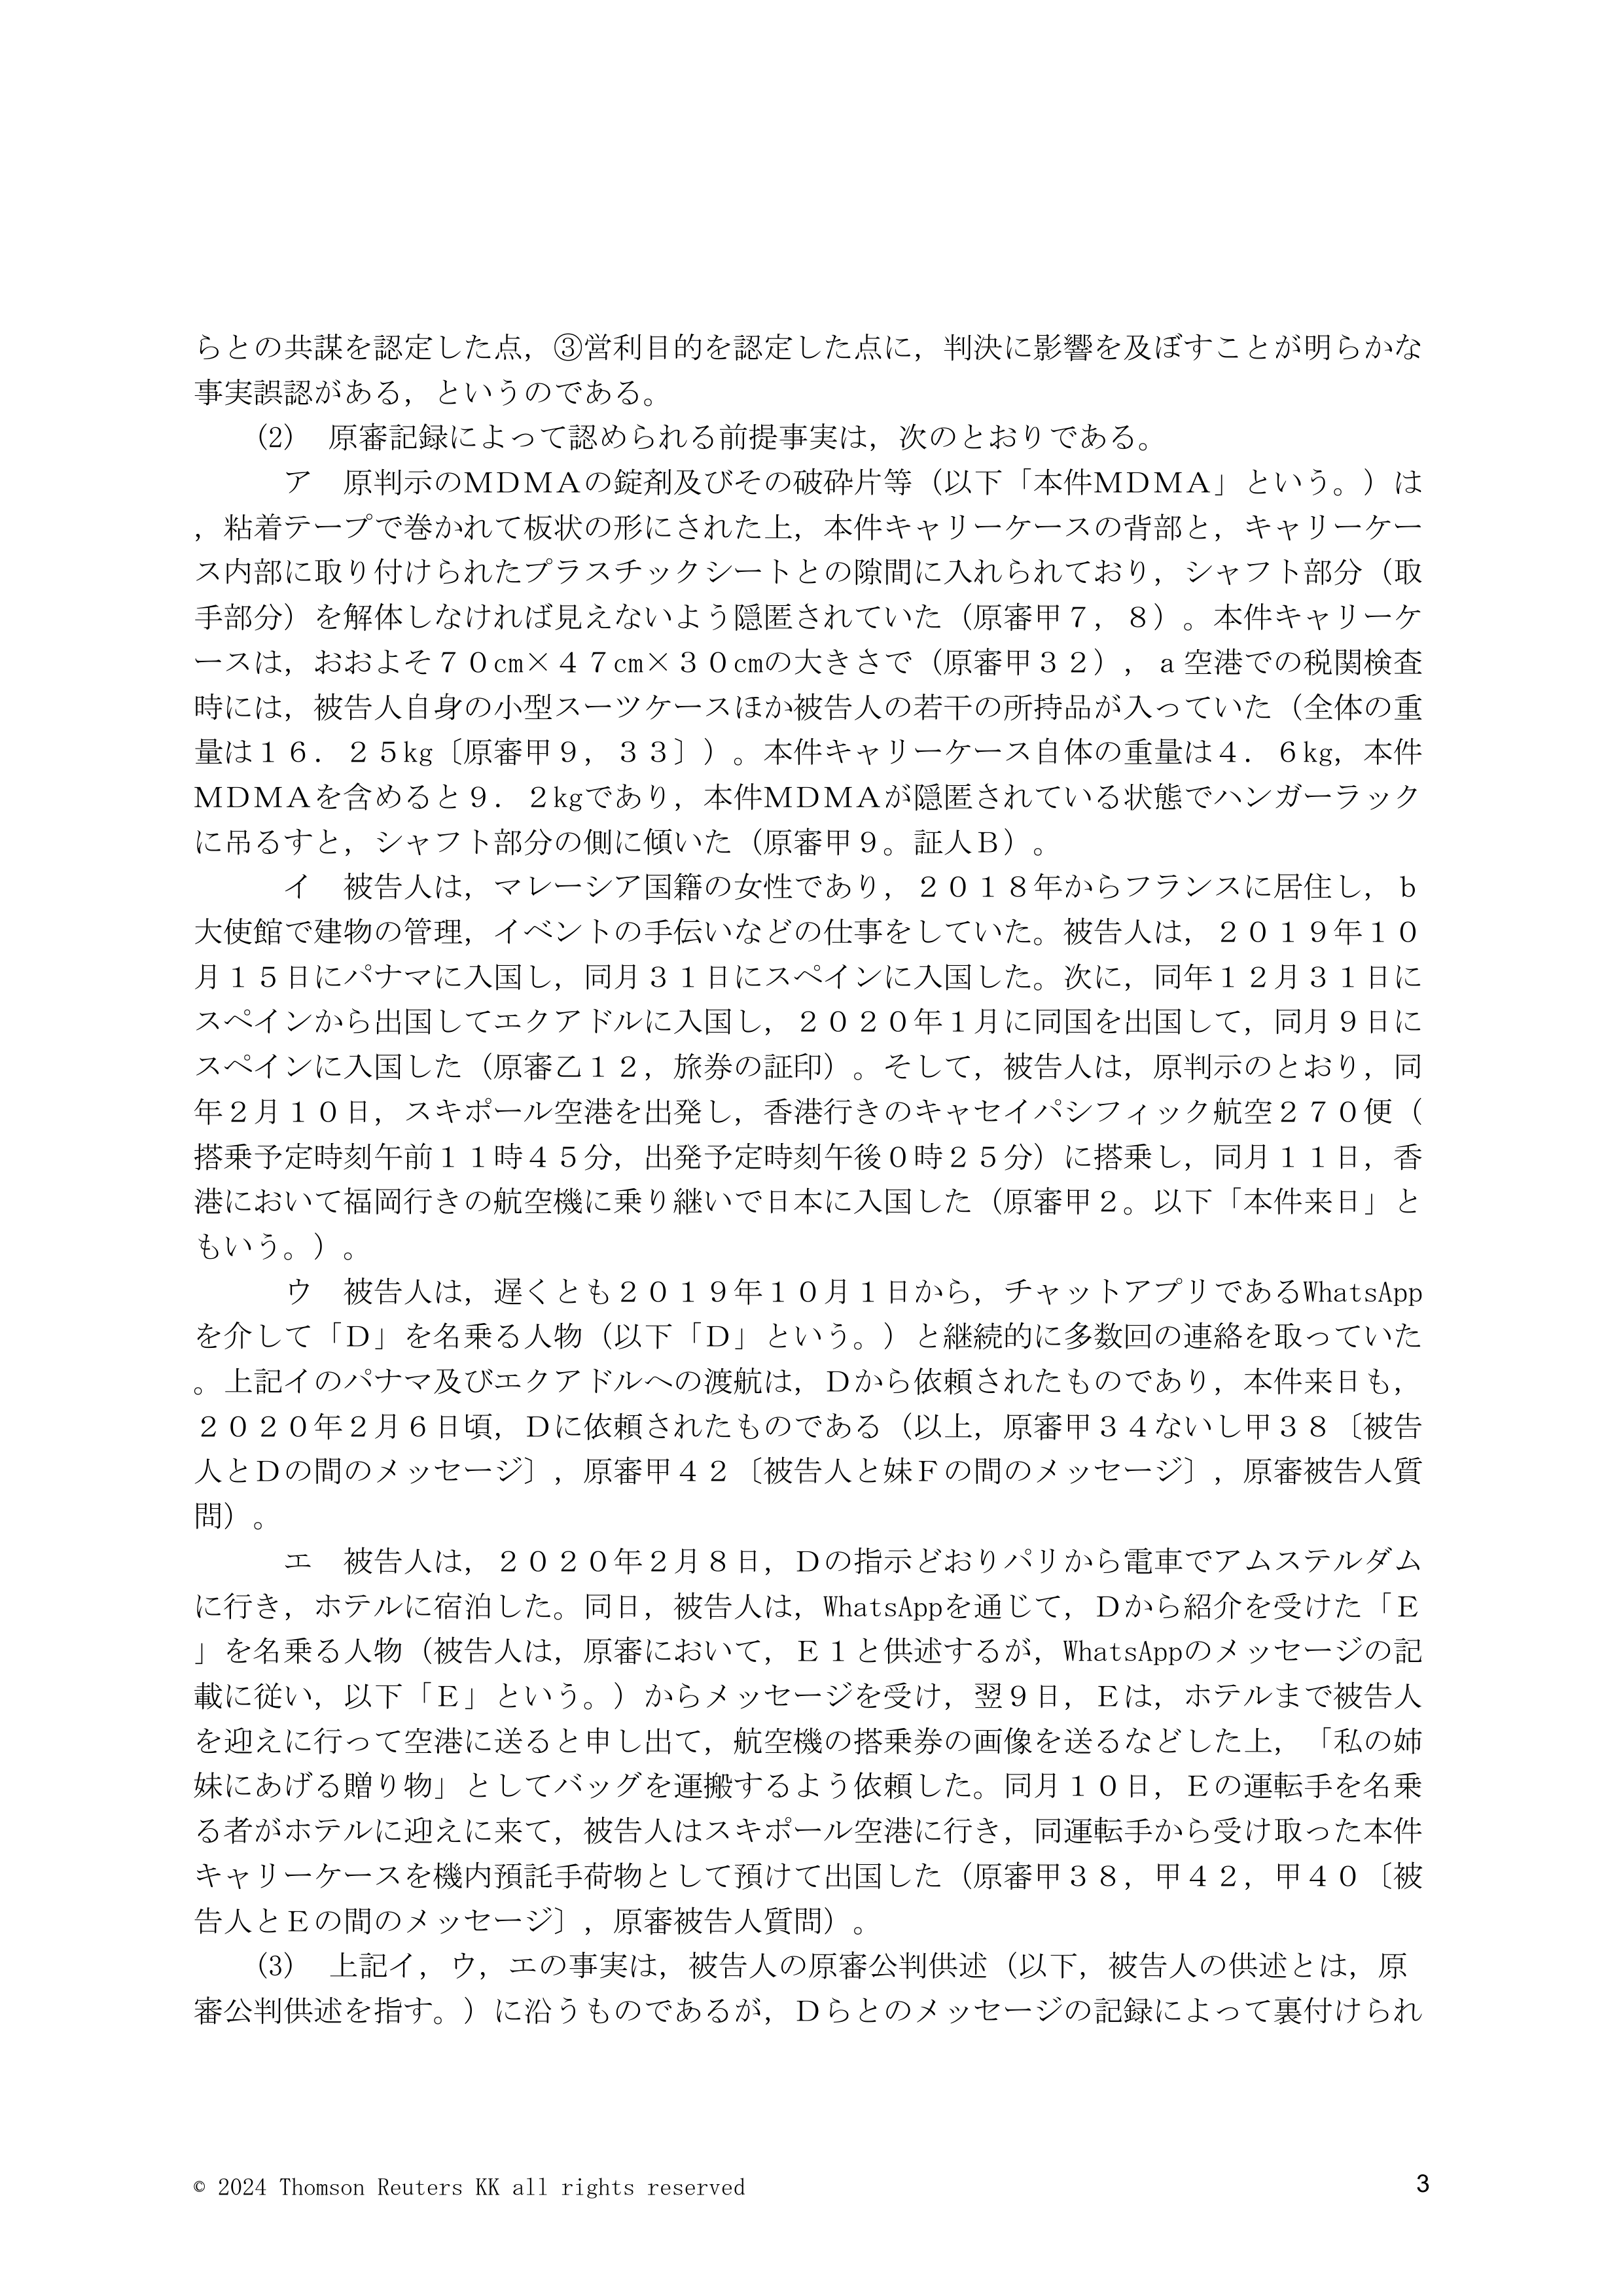 らとの共謀を認定した点，③営利目的を認定した点に，判決に影響を及ぼすことが明らかな
事実誤認がある，というのである。
　　(2)　原審記録によって認められる前提事実は，次のとおりである。
　　　ア　原判示のＭＤＭＡの錠剤及びその破砕片等（以下「本件ＭＤＭＡ」という。）は
，粘着テープで巻かれて板状の形にされた上，本件キャリーケースの背部と，キャリーケー
ス内部に取り付けられたプラスチックシートとの隙間に入れられており，シャフト部分（取
手部分）を解体しなければ見えないよう隠匿されていた（原審甲７，８）。本件キャリーケ
ースは，おおよそ７０㎝×４７㎝×３０㎝の大きさで（原審甲３２），ａ空港での税関検査
時には，被告人自身の小型スーツケースほか被告人の若干の所持品が入っていた（全体の重
量は１６．２５㎏〔原審甲９，３３〕）。本件キャリーケース自体の重量は４．６㎏，本件
ＭＤＭＡを含めると９．２㎏であり，本件ＭＤＭＡが隠匿されている状態でハンガーラック
に吊るすと，シャフト部分の側に傾いた（原審甲９。証人Ｂ）。
　　　イ　被告人は，マレーシア国籍の女性であり，２０１８年からフランスに居住し，ｂ
大使館で建物の管理，イベントの手伝いなどの仕事をしていた。被告人は，２０１９年１０
月１５日にパナマに入国し，同月３１日にスペインに入国した。次に，同年１２月３１日に
スペインから出国してエクアドルに入国し，２０２０年１月に同国を出国して，同月９日に
スペインに入国した（原審乙１２，旅券の証印）。そして，被告人は，原判示のとおり，同
年２月１０日，スキポール空港を出発し，香港行きのキャセイパシフィック航空２７０便（
搭乗予定時刻午前１１時４５分，出発予定時刻午後０時２５分）に搭乗し，同月１１日，香
港において福岡行きの航空機に乗り継いで日本に入国した（原審甲２。以下「本件来日」と
もいう。）。
　　　ウ　被告人は，遅くとも２０１９年１０月１日から，チャットアプリであるWhatsApp
を介して「Ｄ」を名乗る人物（以下「Ｄ」という。）と継続的に多数回の連絡を取っていた
。上記イのパナマ及びエクアドルへの渡航は，Ｄから依頼されたものであり，本件来日も，
２０２０年２月６日頃，Ｄに依頼されたものである（以上，原審甲３４ないし甲３８〔被告
人とＤの間のメッセージ〕，原審甲４２〔被告人と妹Ｆの間のメッセージ〕，原審被告人質
問）。
　　　エ　被告人は，２０２０年２月８日，Ｄの指示どおりパリから電車でアムステルダム
に行き，ホテルに宿泊した。同日，被告人は，WhatsAppを通じて，Ｄから紹介を受けた「Ｅ
」を名乗る人物（被告人は，原審において，Ｅ１と供述するが，WhatsAppのメッセージの記
載に従い，以下「Ｅ」という。）からメッセージを受け，翌９日，Ｅは，ホテルまで被告人
を迎えに行って空港に送ると申し出て，航空機の搭乗券の画像を送るなどした上，「私の姉
妹にあげる贈り物」としてバッグを運搬するよう依頼した。同月１０日，Ｅの運転手を名乗
る者がホテルに迎えに来て，被告人はスキポール空港に行き，同運転手から受け取った本件
キャリーケースを機内預託手荷物として預けて出国した（原審甲３８，甲４２，甲４０〔被
告人とＥの間のメッセージ〕，原審被告人質問）。
　　(3)　上記イ，ウ，エの事実は，被告人の原審公判供述（以下，被告人の供述とは，原
審公判供述を指す。）に沿うものであるが，Ｄらとのメッセージの記録によって裏付けられ
© 2024 Thomson Reuters KK all rights reserved
3